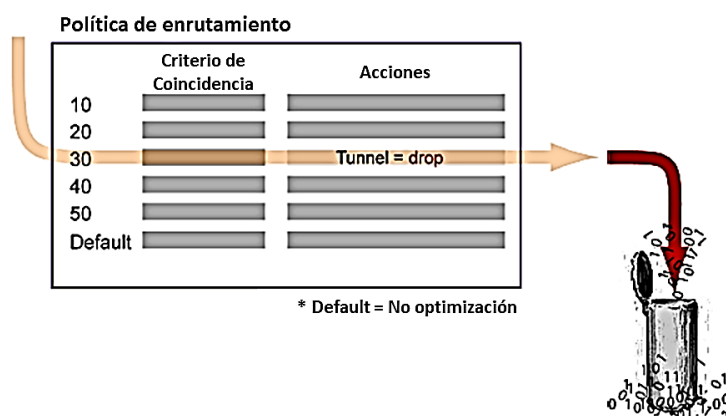 Política de enrutamiento
Criterio de
Coincidencia
Acciones
10
20
30 Tunnel = drop
40
50
Default
* Default = No optimización